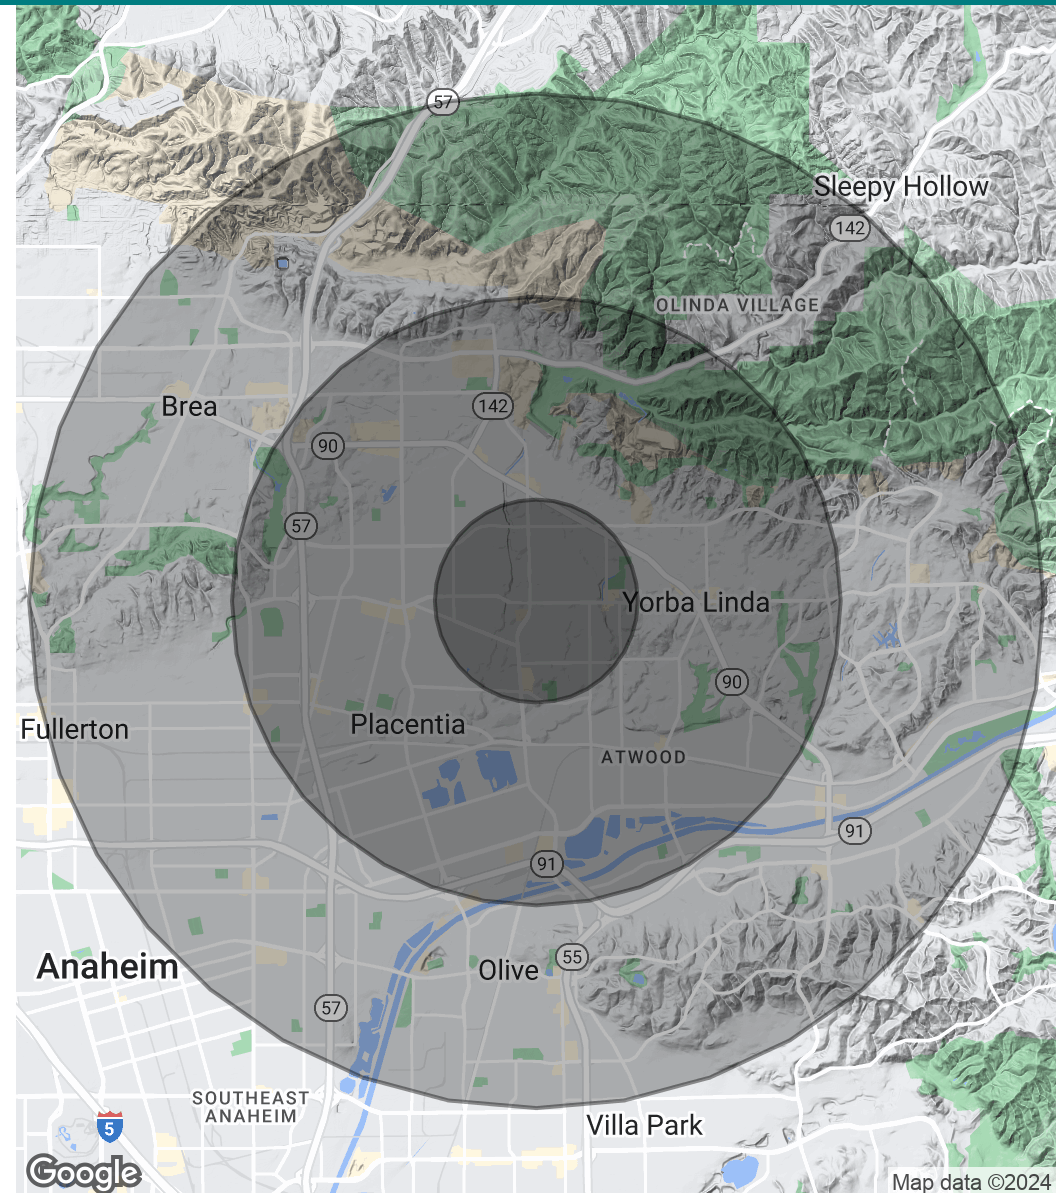 57
Sleepy Hollow
142
OLINDA VILLAGE
Brea
142
90
57
Yorba Linda
90
Fullerton
Placentia
ATWOOD
91
91
Anaheim
Olive
55
57
SOUTHEAST
ANAHEIM
5
Villa Park
Google
Map data ©2024